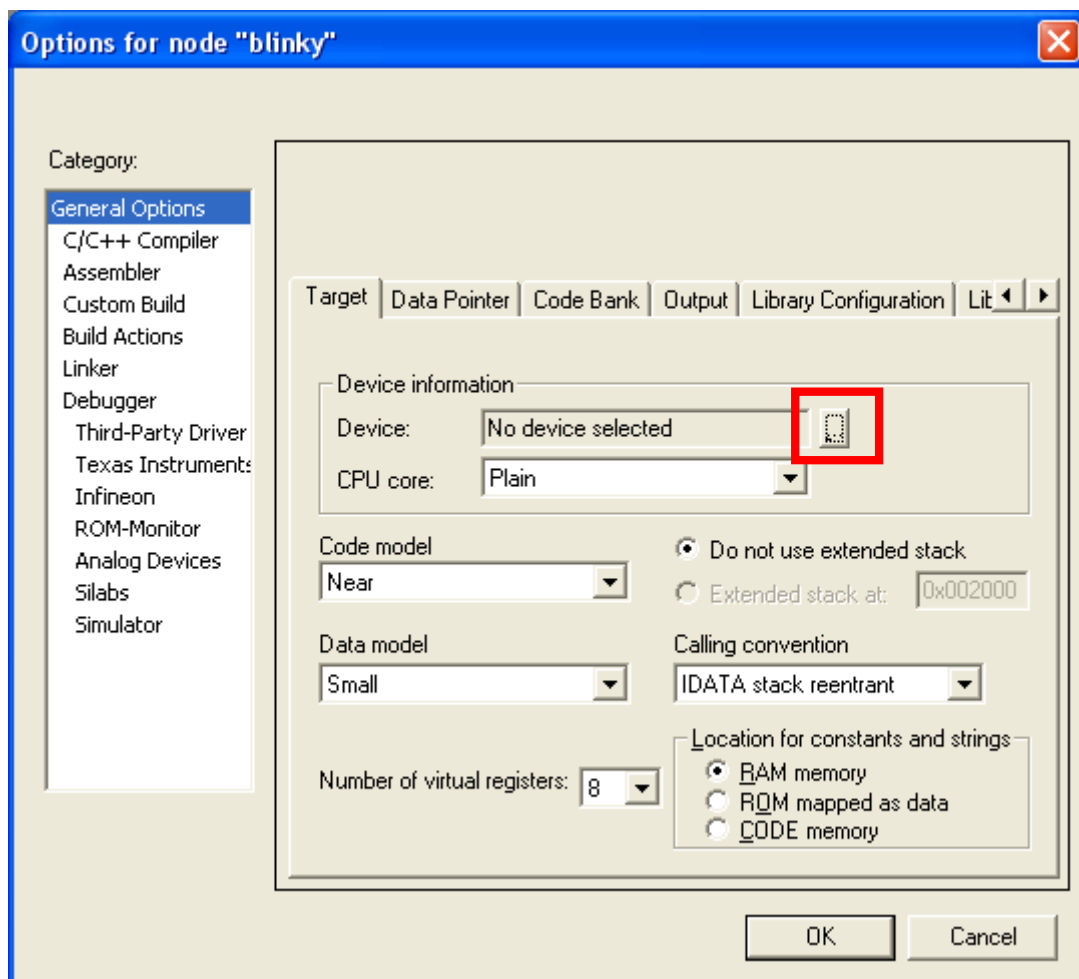 Options for node "blinky"
Category:
General Options
C/C++ Compiler
Assembler
Custom Build
Build Actions
Linker
Debugger
Third-Party Driver
Texas Instruments
Infineon
ROM-Monitor
Analog Devices
Silabs
Simulator
Target Data Pointer Code Bank Output Library Configuration Lit
Device information
Device: No device selected
CPU core: Plain
Code model
Near
Do not use extended stack
Extended stack at: 0x002000
Data model
Small
Calling convention
IDATA stack reentrant
Number of virtual registers: 8
Location for constants and strings
RAM memory
ROM mapped as data
CODE memory
OK Cancel